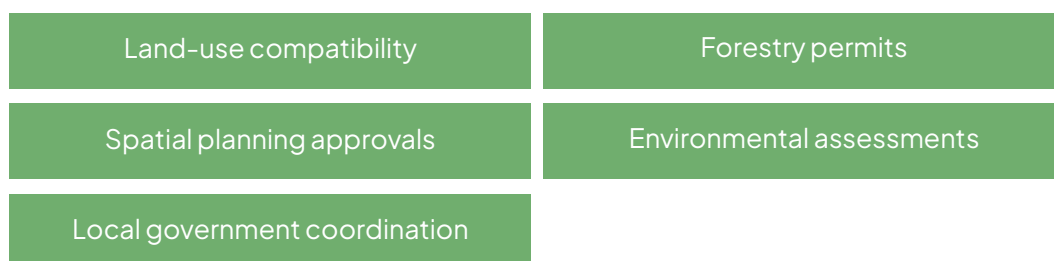 Land-use compatibility
Forestry permits
Spatial planning approvals
Environmental assessments
Local government coordination